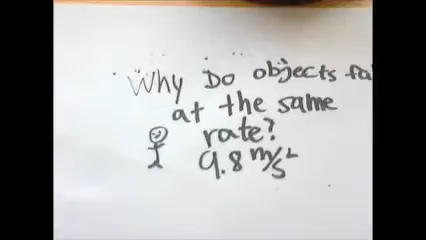 Why Do objects fa
at the same
rate?
9.8 m/s²